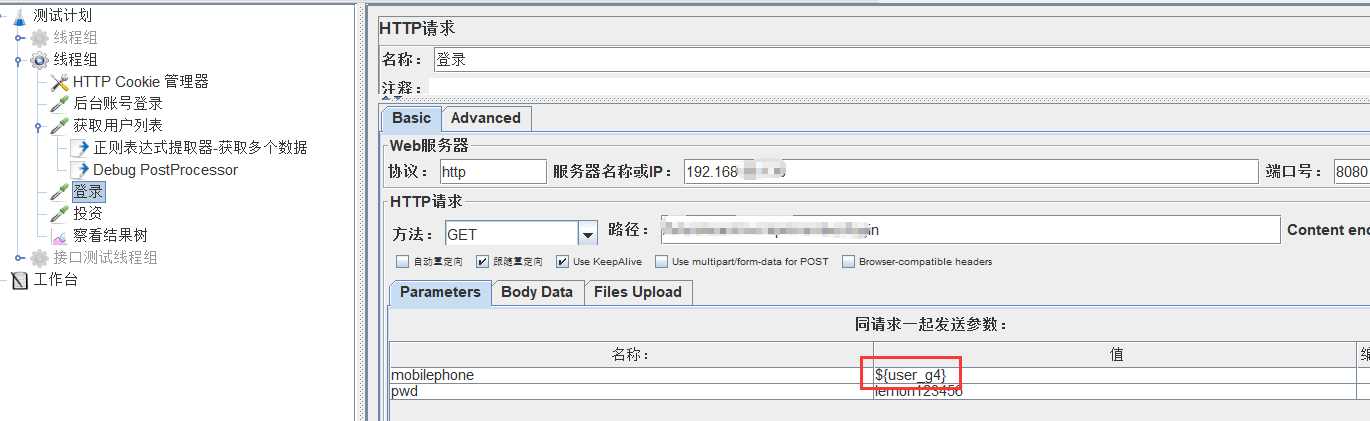 测试计划
线程组
线程组
HTTP Cookie 管理器
后台账号登录
获取用户列表
正则表达式提取器-获取多个数据
Debug PostProcessor
登录
投资
察看结果树
接口测试线程组
工作台
HTTP请求
名称： 登录
注释：
Basic Advanced
Web服务器
协议： http 服务器名称或IP： 192.168 端口号： 8080
HTTP请求
方法： GET 路径： in Content enc
自动重定向 跟随重定向 Use KeepAlive Use multipart/form-data for POST Browser-compatible headers
Parameters Body Data Files Upload
同请求一起发送参数：
名称： 值 编
mobilephone ${user_g4}
pwd lemon123456